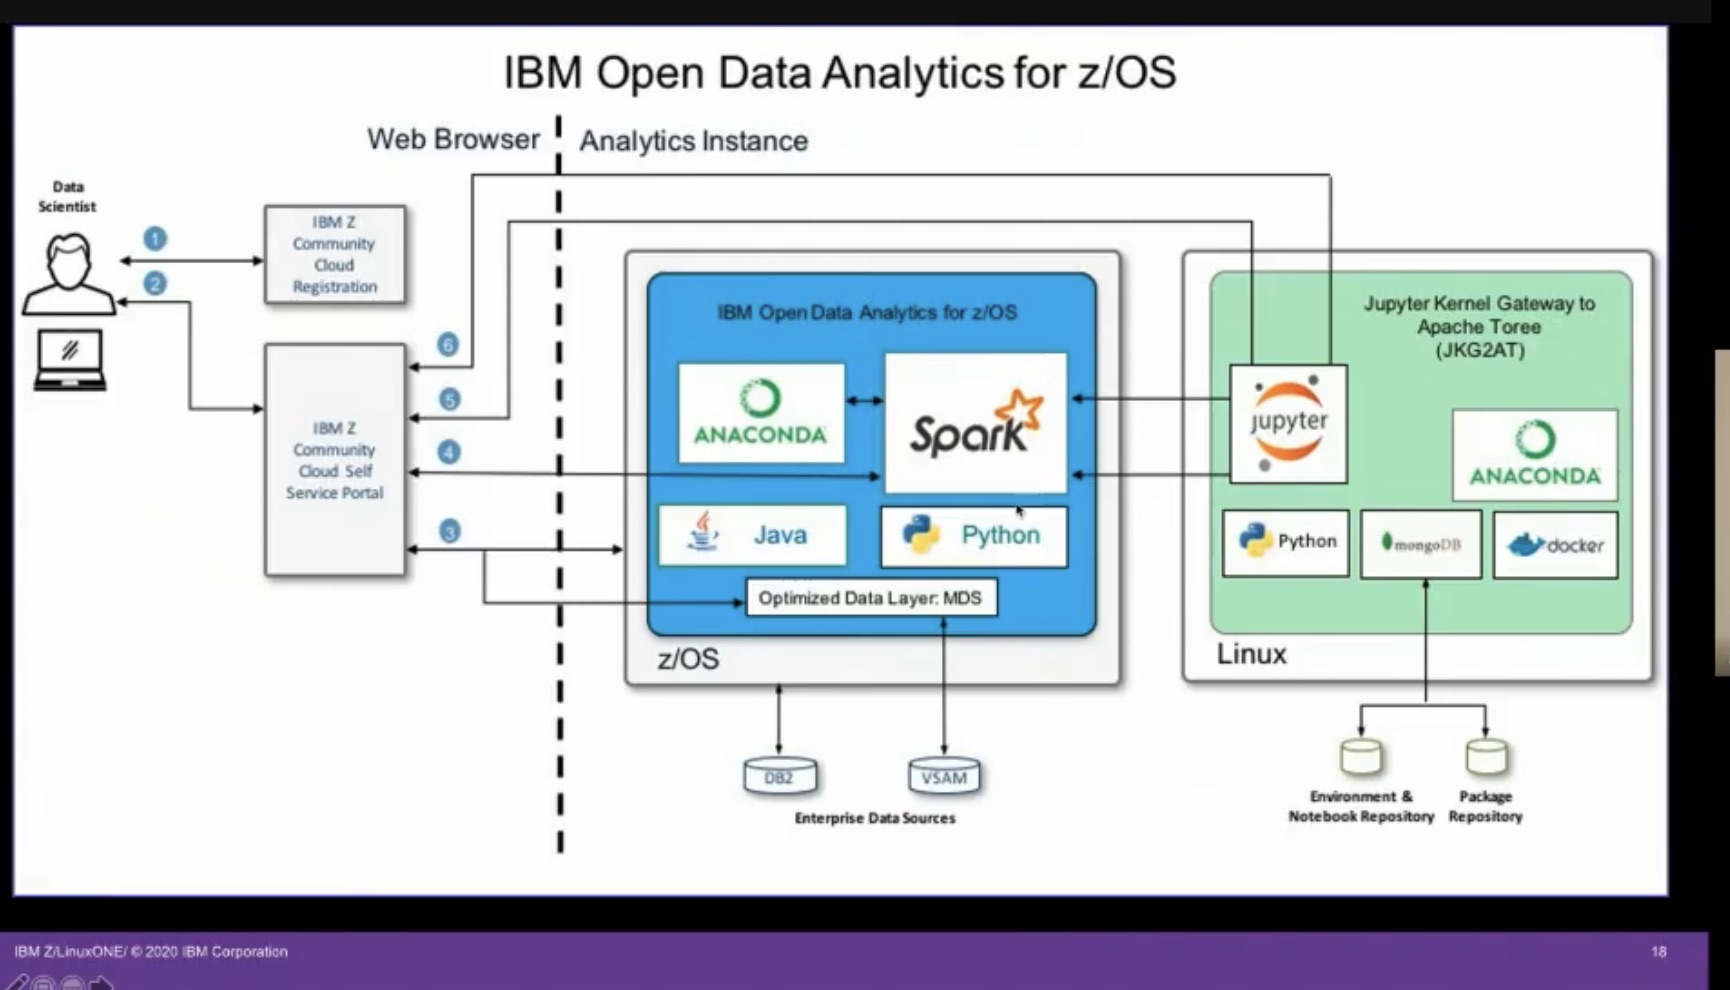 IBM Open Data Analytics for z/OS
Web Browser
Analytics Instance
Data
Scientist
1
2
IBM Z
Community
Cloud
Registration
6
5
4
3
IBM Z
Community
Cloud Self
Service Portal
IBM Open Data Analytics for z/OS
ANACONDA
Spark
Java
Python
Optimized Data Layer: MDS
z/OS
DB2
VSAM
Enterprise Data Sources
Jupyter Kernel Gateway to
Apache Toree
(JKG2AT)
jupyter
ANACONDA
Python
mongoDB
docker
Linux
Environment &
Notebook Repository
Package
Repository
IBM Z/LinuxONE/ © 2020 IBM Corporation
18